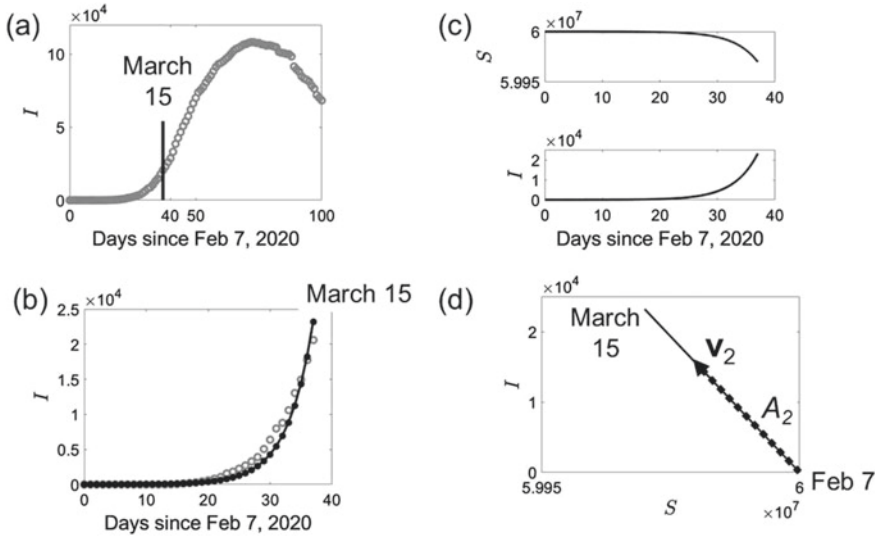 (a)
×10⁴
10
5
0
I
March
15
0
40 50
100
Days since Feb 7, 2020
(c)
×10⁷
6
5.995
S
0
10
20
30
40
×10⁴
2
1
0
I
0
10
20
30
40
Days since Feb 7, 2020
(b)
×10⁴
March 15
2.5
2
1.5
1
0.5
0
I
0
10
20
30
40
Days since Feb 7, 2020
(d)
×10⁴
March
15
v₂
A₂
2
1
0
I
Feb 7
5.995
6
S
×10⁷